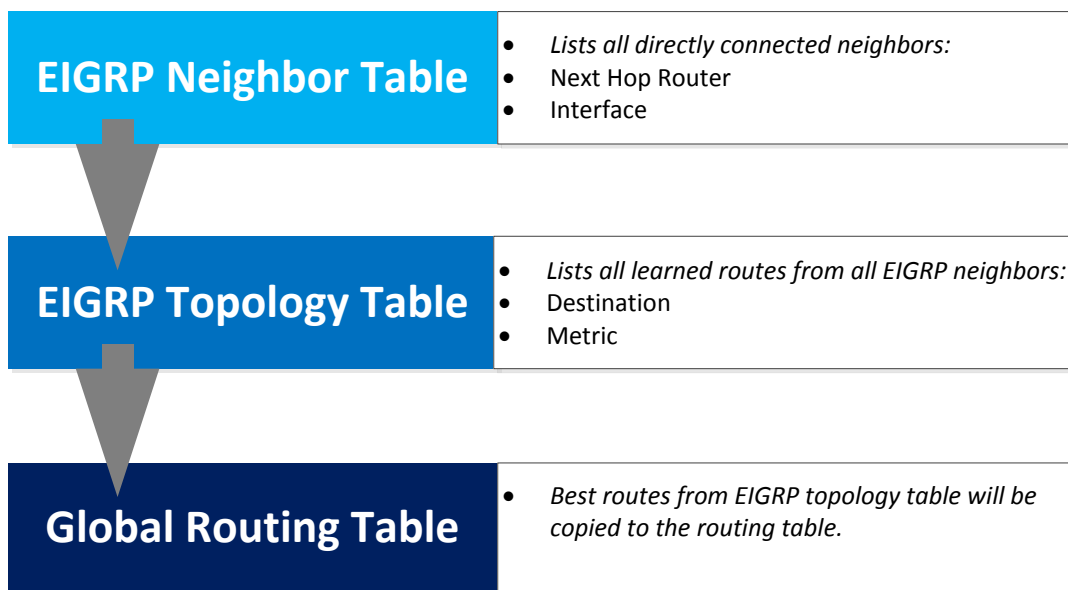 EIGRP Neighbor Table
• Lists all directly connected neighbors:
• Next Hop Router
• Interface
EIGRP Topology Table
• Lists all learned routes from all EIGRP neighbors:
• Destination
• Metric
Global Routing Table
• Best routes from EIGRP topology table will be
copied to the routing table.